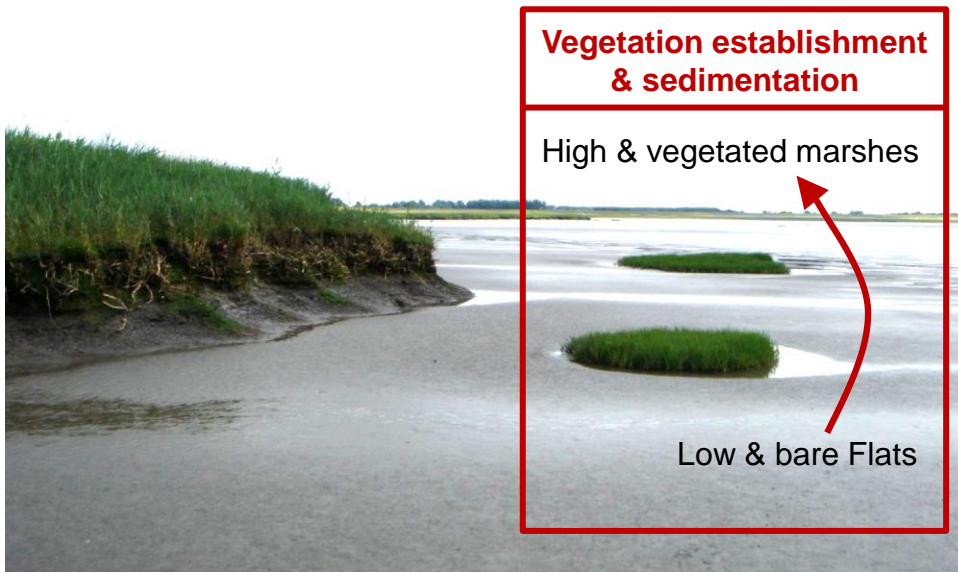 Vegetation establishment
& sedimentation
High & vegetated marshes
Low & bare Flats